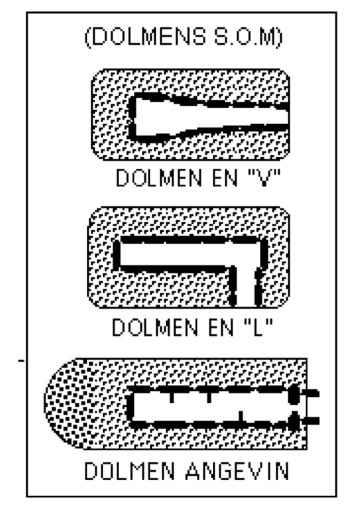 (DOLMENS S.O.M)
DOLMEN EN "V"
DOLMEN EN "L"
DOLMEN ANGEVIN